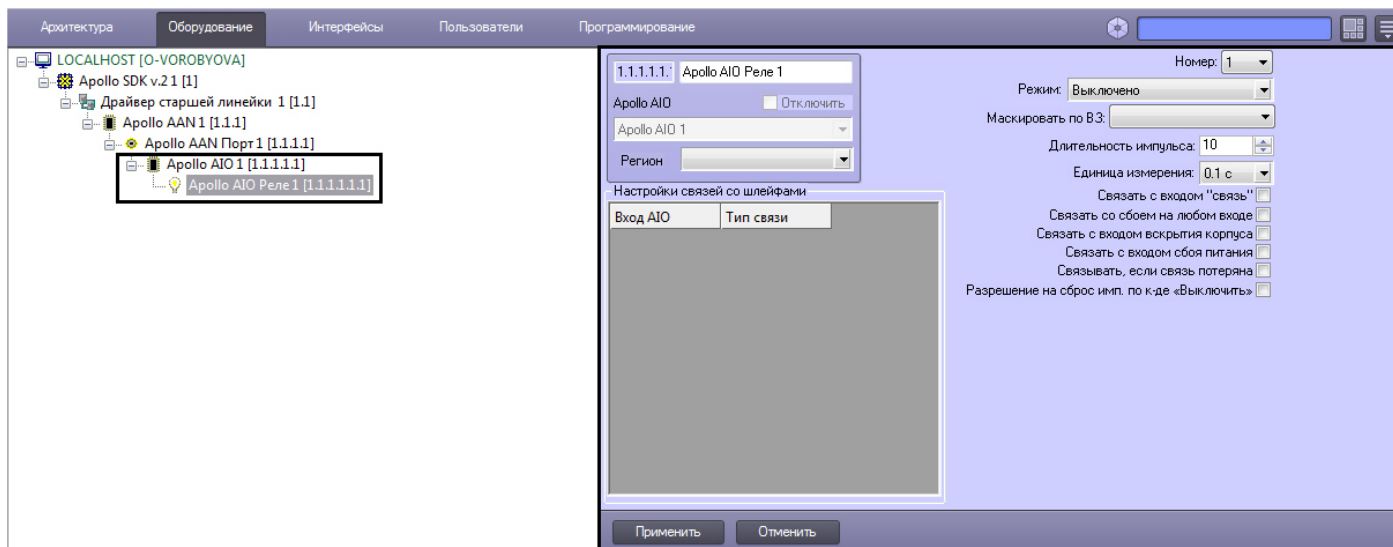 Архитектура Оборудование Интерфейсы Пользователи Программирование
LOCALHOST [O-VOROBYOVA]
Apollo SDK v.2 1 [1]
Драйвер старшей линейки 1 [1.1]
Apollo AAN 1 [1.1.1]
Apollo AAN Порт 1 [1.1.1.1]
Apollo AIO 1 [1.1.1.1.1]
Apollo AIO Реле 1 [1.1.1.1.1.1]
1.1.1.1.1. Apollo AIO Реле 1
Apollo AIO Отключить
Apollo AIO 1
Регион
Настройки связей со шлейфами
Вход AIO Тип связи
Номер: 1
Режим: Выключено
Маскировать по ВЗ:
Длительность импульса: 10
Единица измерения: 0.1 с
Связать с входом "связь"
Связать со сбоем на любом входе
Связать с входом вскрытия корпуса
Связать с входом сбоя питания
Связывать, если связь потеряна
Разрешение на сброс имп. по к-де «Выключить»
Применить Отменить